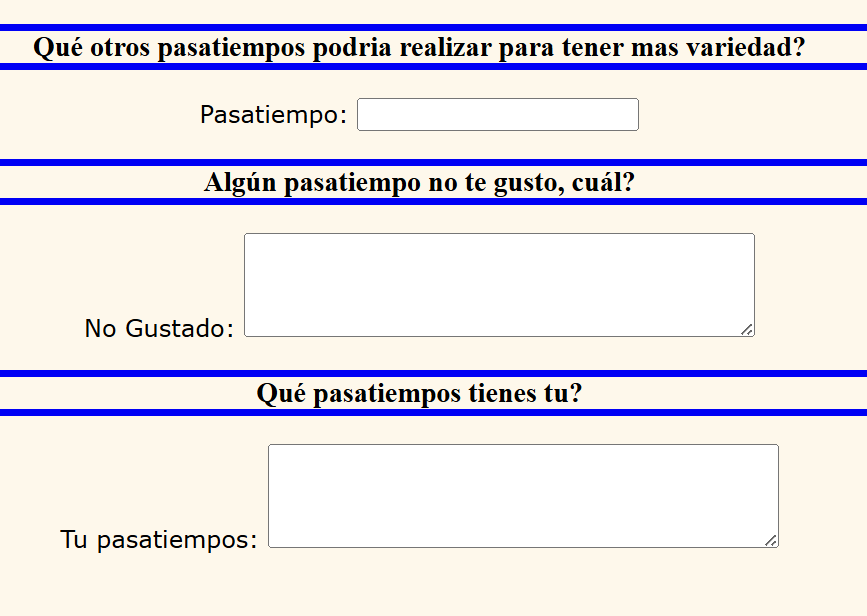 Qué otros pasatiempos podria realizar para tener mas variedad?
Pasatiempo:
Algún pasatiempo no te gusto, cuál?
No Gustado:
Qué pasatiempos tienes tu?
Tu pasatiempos: